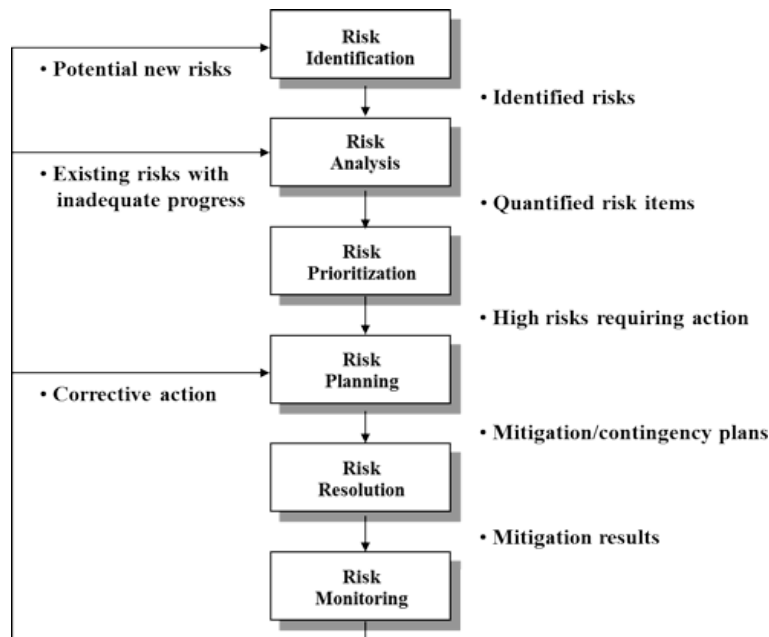 Risk
Identification
• Potential new risks
• Identified risks
Risk
Analysis
• Existing risks with
inadequate progress
• Quantified risk items
Risk
Prioritization
• High risks requiring action
Risk
Planning
• Corrective action
• Mitigation/contingency plans
Risk
Resolution
• Mitigation results
Risk
Monitoring